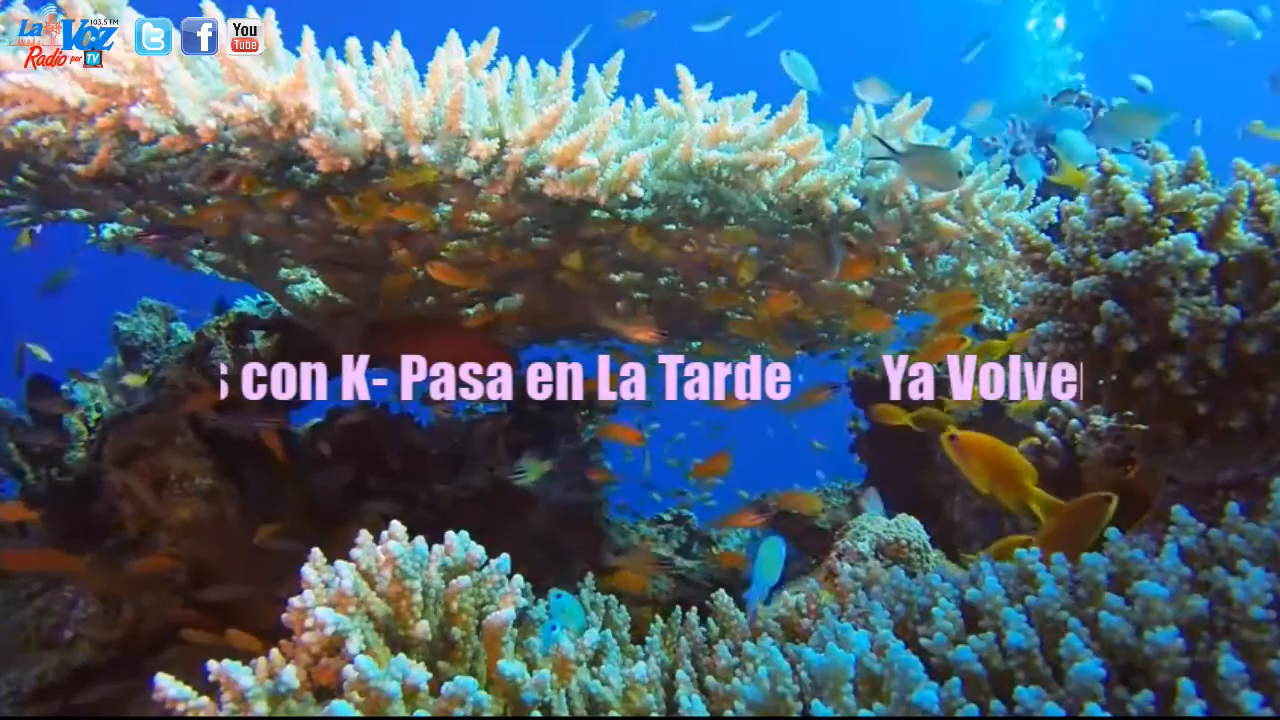 La Voz
103.5 FM
Radio por TV
You
Tube
s con K- Pasa en La Tarde Ya Volve